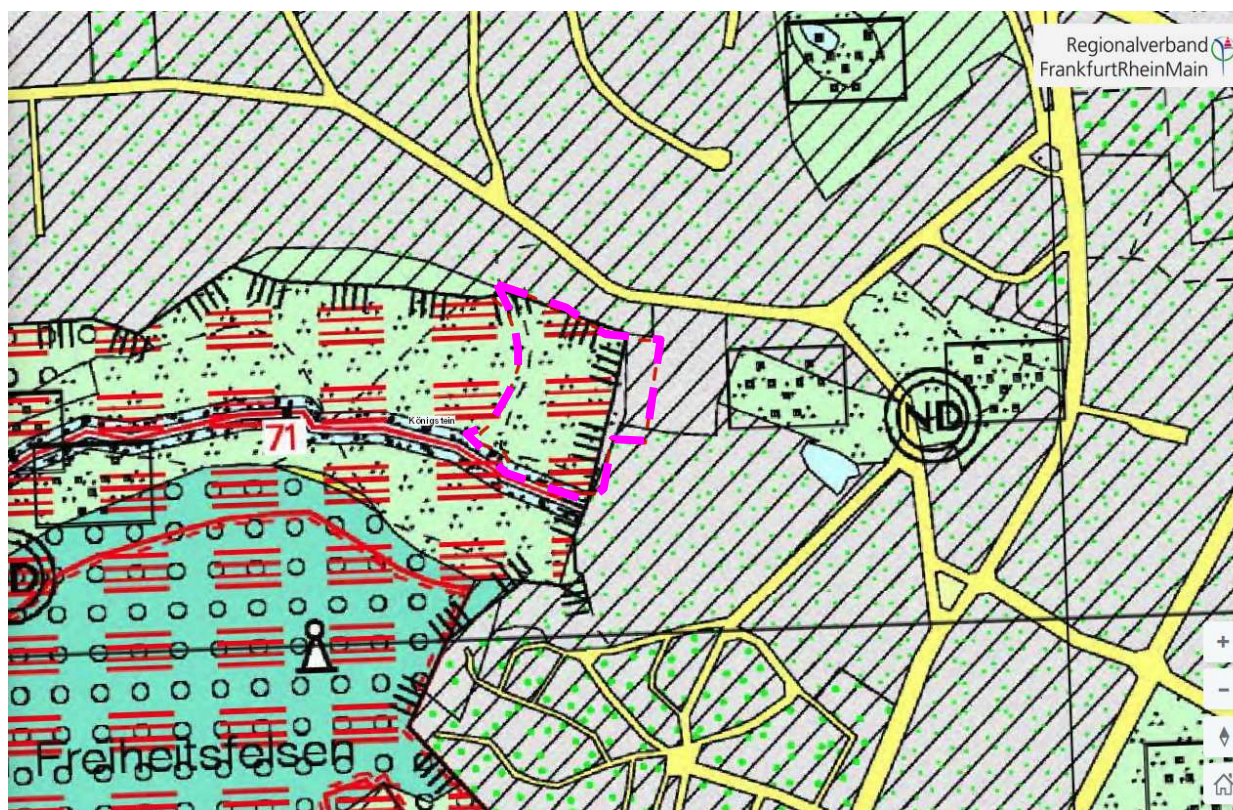 Regionalverband
FrankfurtRheinMain
Königstein
71
ND
D
Freiheitsfelsen
+
-